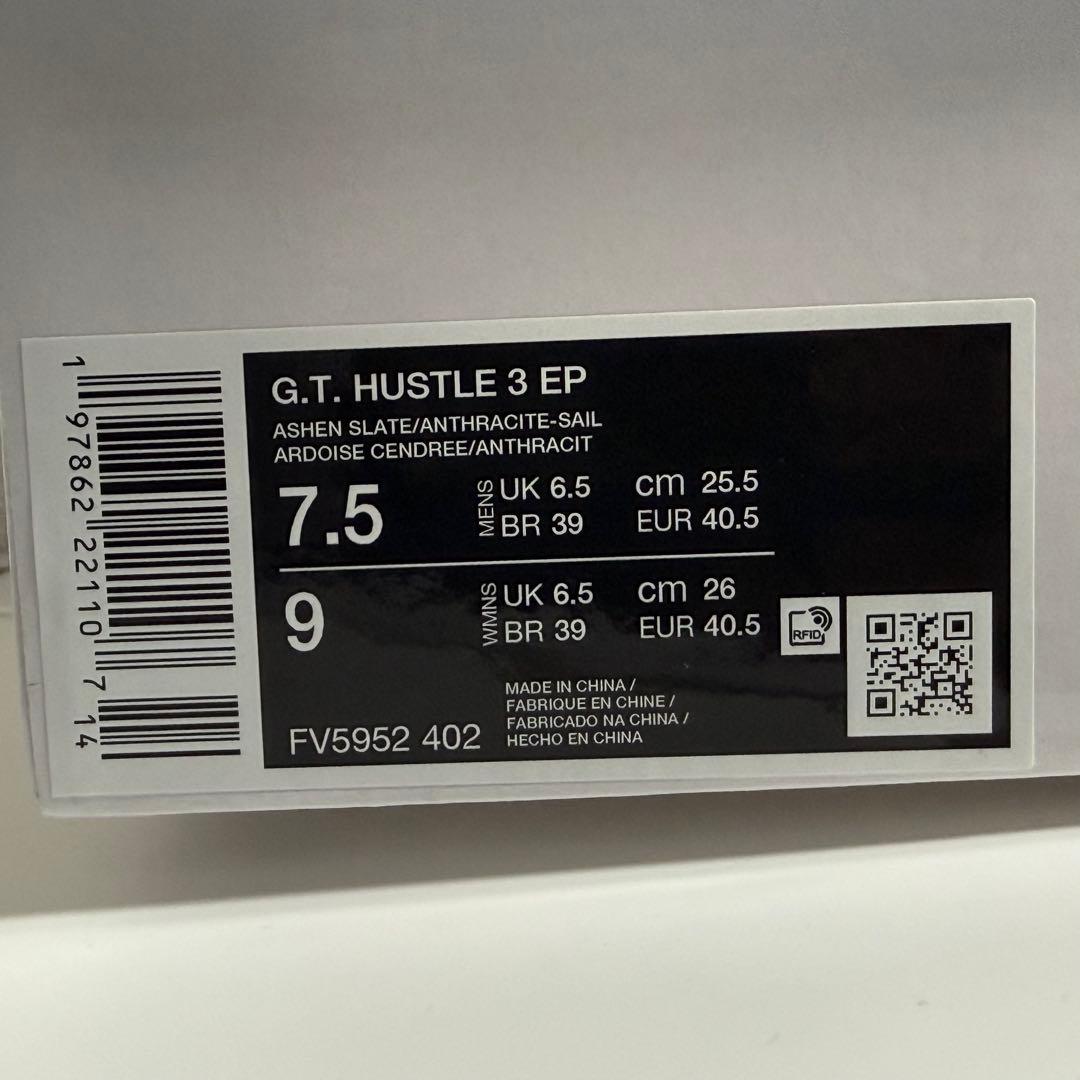 G.T. HUSTLE 3 EP
ASHEN SLATE/ANTHRACITE-SAIL
ARDOISE CENDREE/ANTHRACIT
7.5 MENS UK 6.5 cm 25.5
BR 39 EUR 40.5
9 WMNS UK 6.5 cm 26
BR 39 EUR 40.5
RFID
MADE IN CHINA /
FABRIQUE EN CHINE /
FABRICADO NA CHINA /
HECHO EN CHINA
FV5952 402
1 97862 22110 7 14